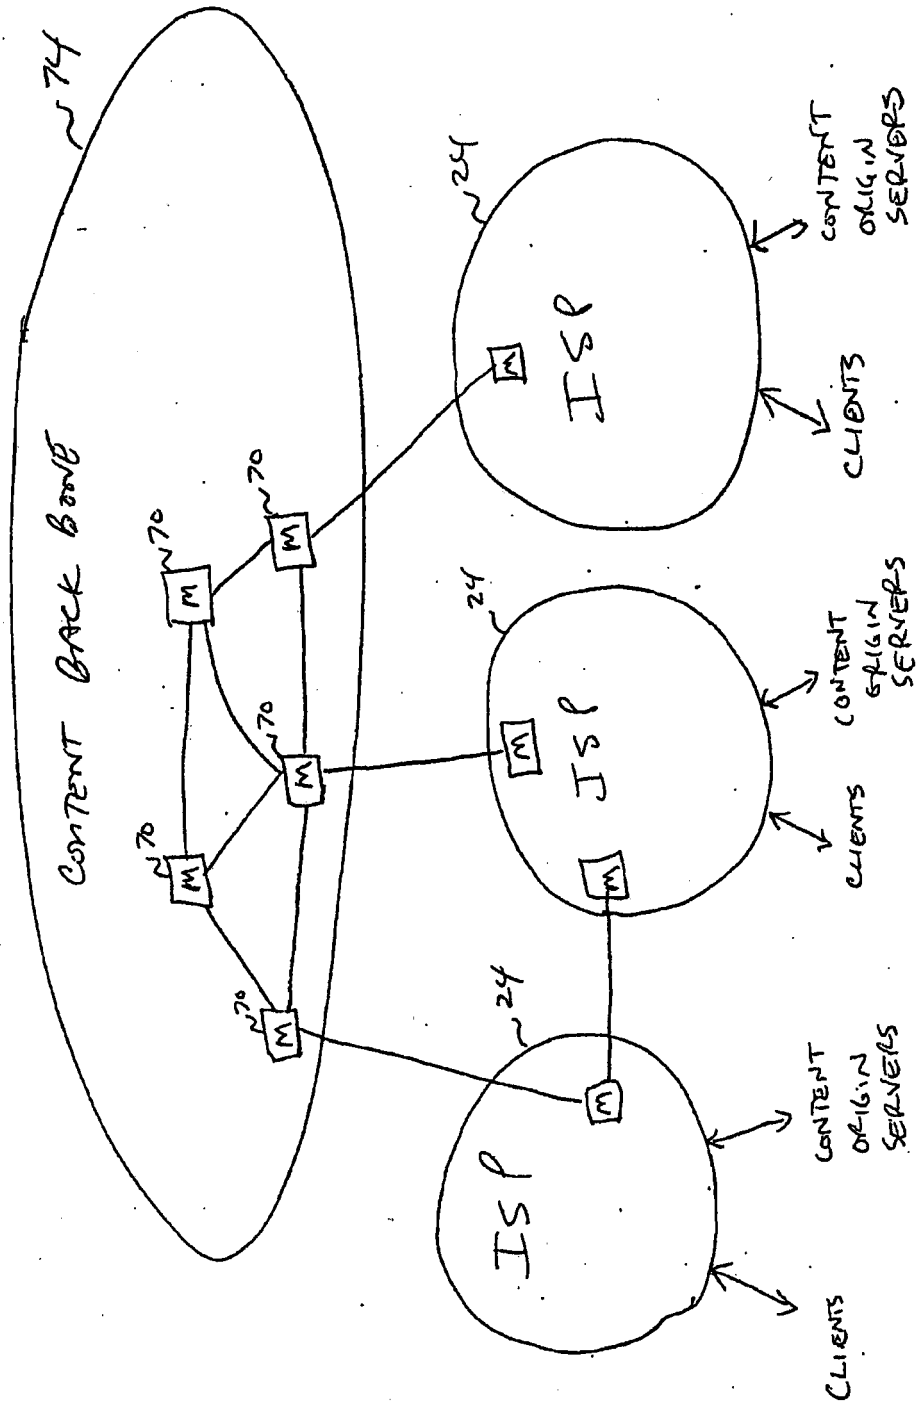 74
CONTENT BACK BONE
M
70
M
70
M
70
M
70
M
70
ISP
24
M
ISP
24
M
M
ISP
24
M
CLIENTS
CONTENT
ORIGIN
SERVERS
CLIENTS
CONTENT
ORIGIN
SERVERS
CLIENTS
CONTENT
ORIGIN
SERVERS